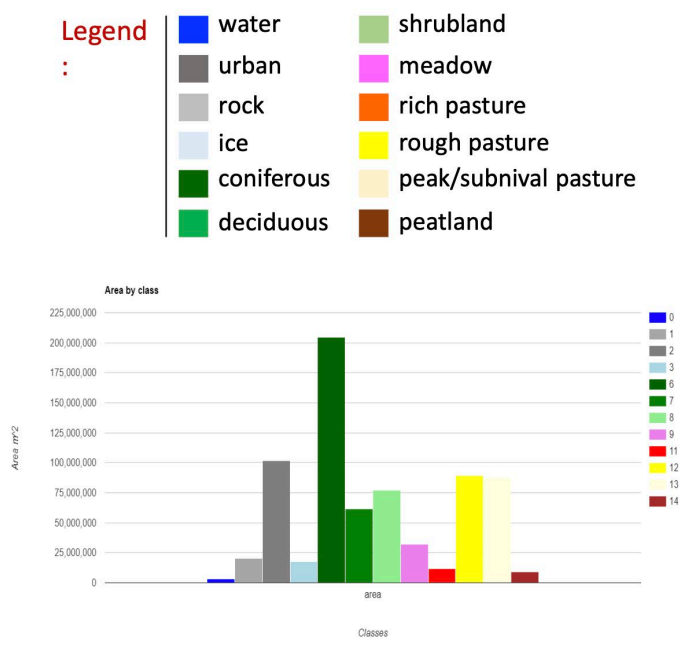 Legend
:
water
urban
rock
ice
coniferous
deciduous
shrubland
meadow
rich pasture
rough pasture
peak/subnival pasture
peatland
Area by class
225,000,000
200,000,000
175,000,000
150,000,000
125,000,000
100,000,000
75,000,000
50,000,000
25,000,000
0
Area m^2
area
Classes
0
1
2
3
6
7
8
9
11
12
13
14